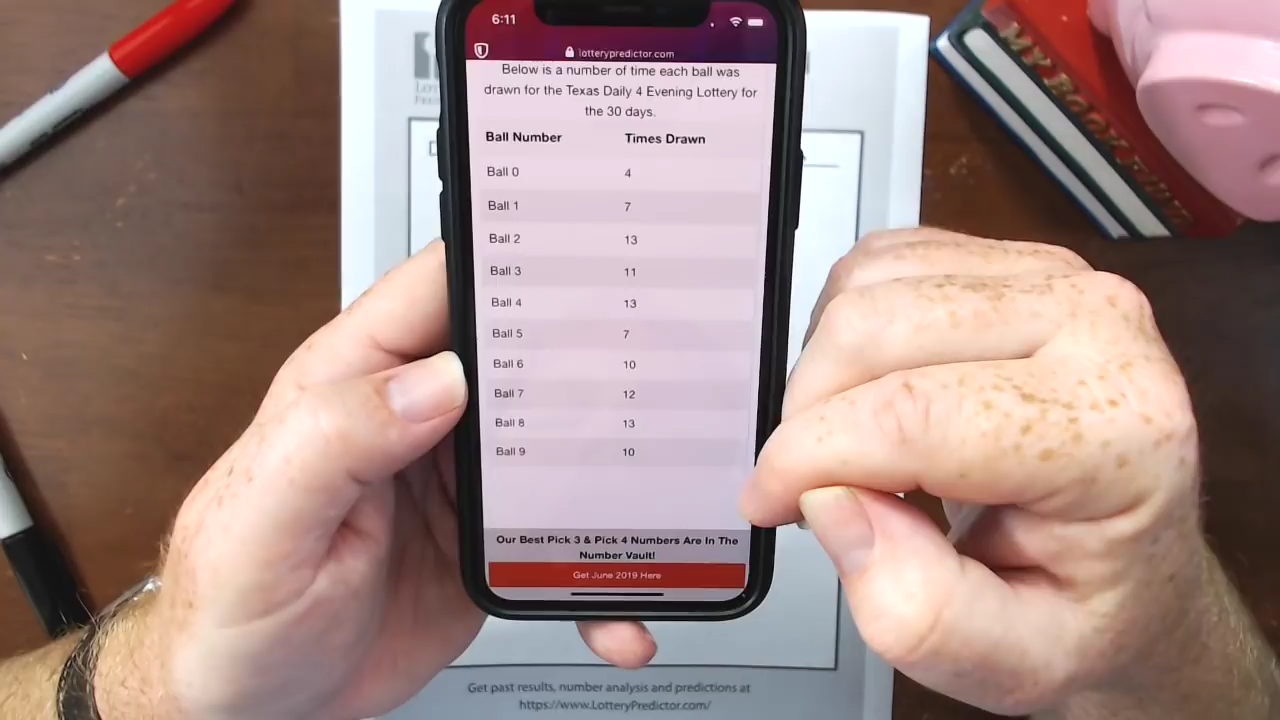 6:11
lotterypredictor.com
Below is a number of time each ball was
drawn for the Texas Daily 4 Evening Lottery for
the 30 days.
Ball Number Times Drawn
Ball 0 4
Ball 1 7
Ball 2 13
Ball 3 11
Ball 4 13
Ball 5 7
Ball 6 10
Ball 7 12
Ball 8 13
Ball 9 10
Our Best Pick 3 & Pick 4 Numbers Are In The
Number Vault!
Get June 2019 Here
Get past results, number analysis and predictions at
https://www.LotteryPredictor.com/
MY BOOK